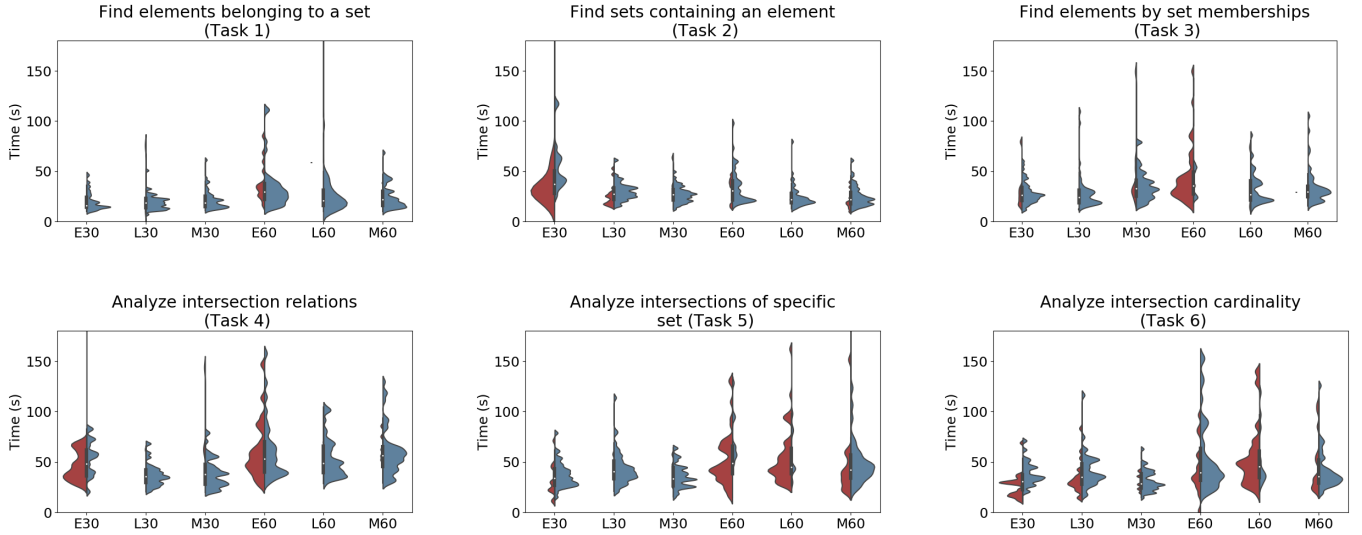 Find elements belonging to a set
(Task 1)
Time (s)
150
100
50
0
E30 L30 M30 E60 L60 M60
Find sets containing an element
(Task 2)
Time (s)
150
100
50
0
E30 L30 M30 E60 L60 M60
Find elements by set memberships
(Task 3)
Time (s)
150
100
50
0
E30 L30 M30 E60 L60 M60
Analyze intersection relations
(Task 4)
Time (s)
150
100
50
0
E30 L30 M30 E60 L60 M60
Analyze intersections of specific
set (Task 5)
Time (s)
150
100
50
0
E30 L30 M30 E60 L60 M60
Analyze intersection cardinality
(Task 6)
Time (s)
150
100
50
0
E30 L30 M30 E60 L60 M60